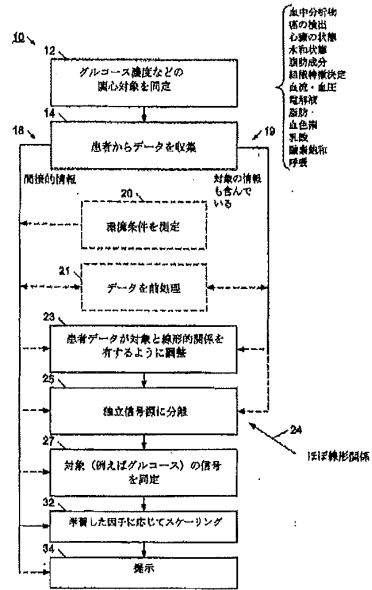 10
12
グルコース濃度などの
関心対象を同定
血中分析物
癌の検出
心臓の状態
水和状態
脂肪成分
組織特徴決定
血流・血圧
電解液
脂肪
血色素
乳酸
酸素飽和
呼吸
14
患者からデータを収集
18
間接的情報
19
対象の情報
も含んで
いる
20
環境条件を測定
21
データを前処理
23
患者データが対象と線形的関係を
有するように調整
25
独立信号源に分離
24
ほぼ線形関係
27
対象（例えばグルコース）の信号
を同定
32
学習した因子に応じてスケーリング
34
提示